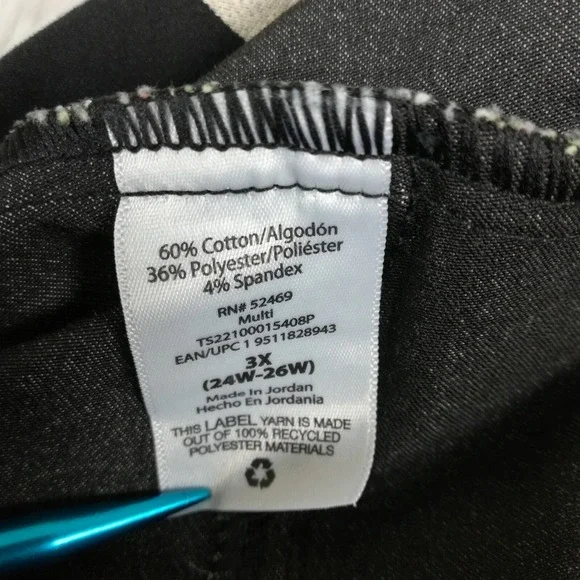 60% Cotton/Algodón
36% Polyester/Poliéster
4% Spandex
RN# 52469
Multi
TS22100015408P
EAN/UPC 1 9511828943
3X
(24W-26W)
Made In Jordan
Hecho En Jordania
THIS LABEL YARN IS MADE
OUT OF 100% RECYCLED
POLYESTER MATERIALS